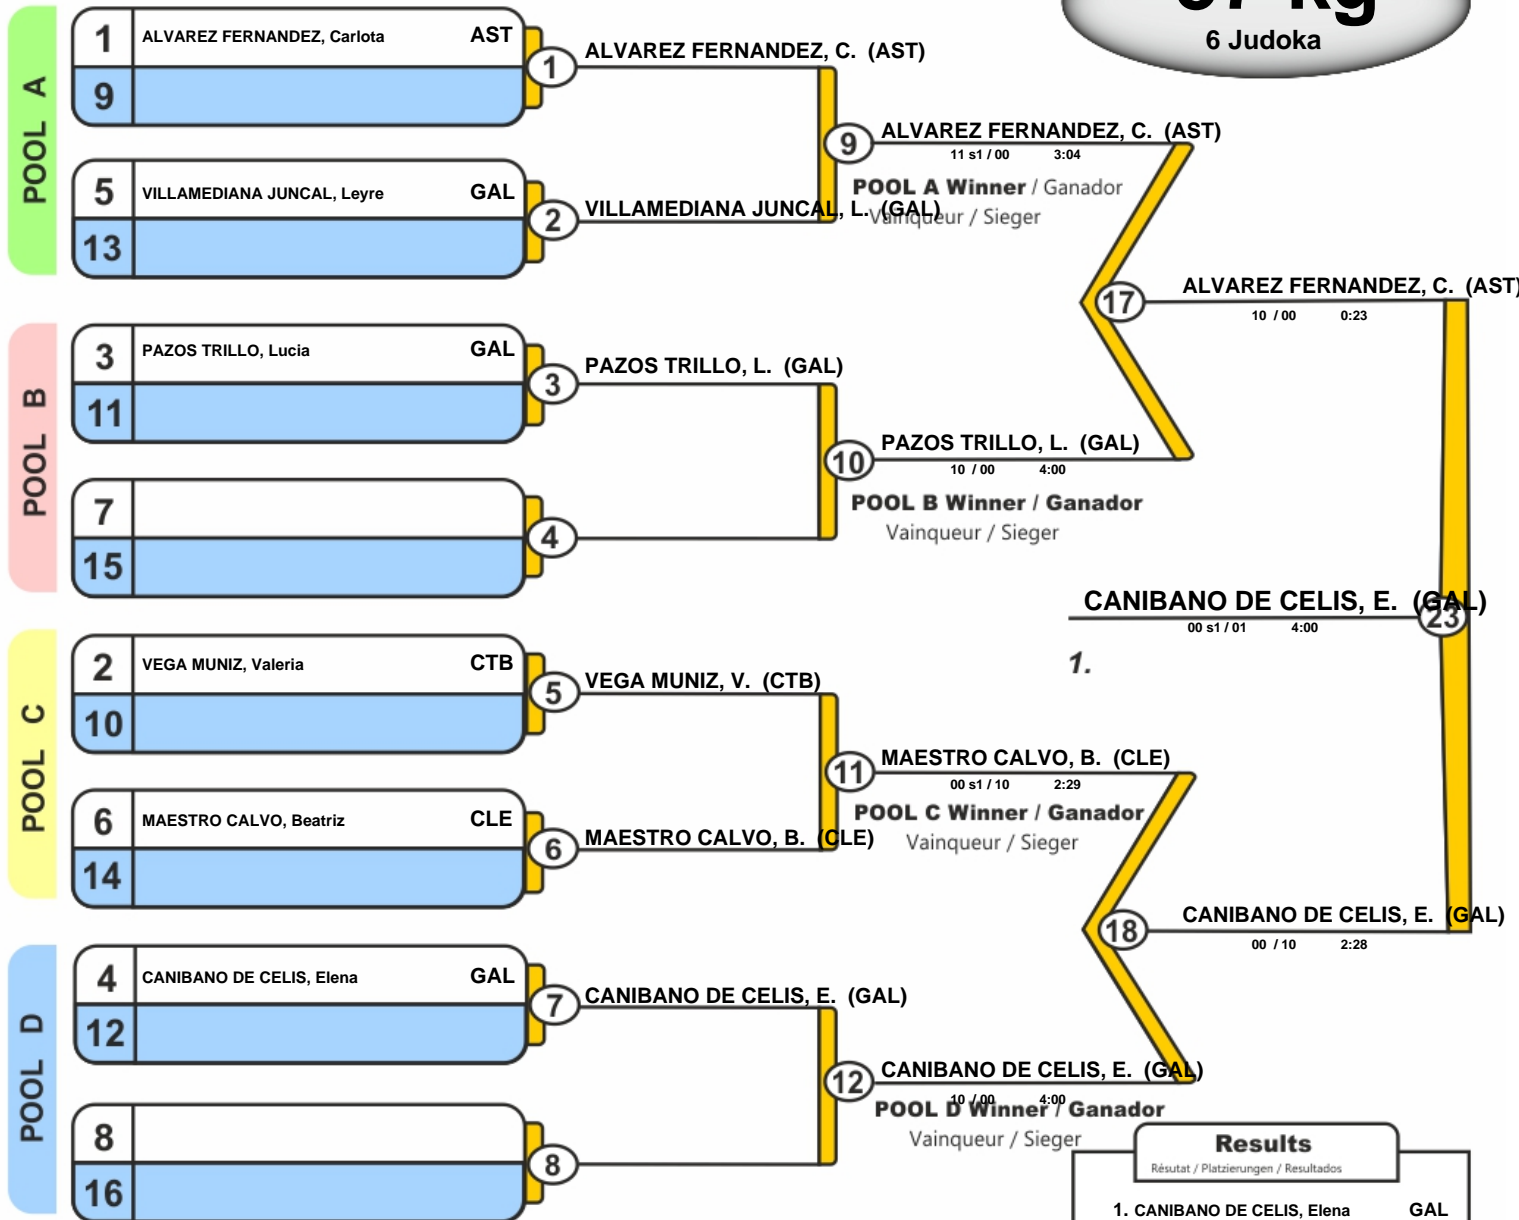 6 Judoka
POOL A
1 ALVAREZ FERNANDEZ, Carlota AST
9
5 VILLAMEDIANA JUNCAL, Leyre GAL
13
1 ALVAREZ FERNANDEZ, C. (AST)
2 VILLAMEDIANA JUNCAL, L. (GAL)
9 ALVAREZ FERNANDEZ, C. (AST)
11 s1 / 00 3:04
POOL A Winner / Ganador
Vainqueur / Sieger
POOL B
3 PAZOS TRILLO, Lucia GAL
11
7
15
3 PAZOS TRILLO, L. (GAL)
4
10 PAZOS TRILLO, L. (GAL)
10 / 00 4:00
POOL B Winner / Ganador
Vainqueur / Sieger
17 ALVAREZ FERNANDEZ, C. (AST)
10 / 00 0:23
CANIBANO DE CELIS, E. (GAL)
23
00 s1 / 01 4:00
1.
POOL C
2 VEGA MUNIZ, Valeria CTB
10
6 MAESTRO CALVO, Beatriz CLE
14
5 VEGA MUNIZ, V. (CTB)
6 MAESTRO CALVO, B. (CLE)
11 MAESTRO CALVO, B. (CLE)
00 s1 / 10 2:29
POOL C Winner / Ganador
Vainqueur / Sieger
18 CANIBANO DE CELIS, E. (GAL)
00 / 10 2:28
POOL D
4 CANIBANO DE CELIS, Elena GAL
12
8
16
7 CANIBANO DE CELIS, E. (GAL)
8
12 CANIBANO DE CELIS, E. (GAL)
10 / 00 4:00
POOL D Winner / Ganador
Vainqueur / Sieger
Results
Résutat / Platzierungen / Resultados
1. CANIBANO DE CELIS, Elena GAL